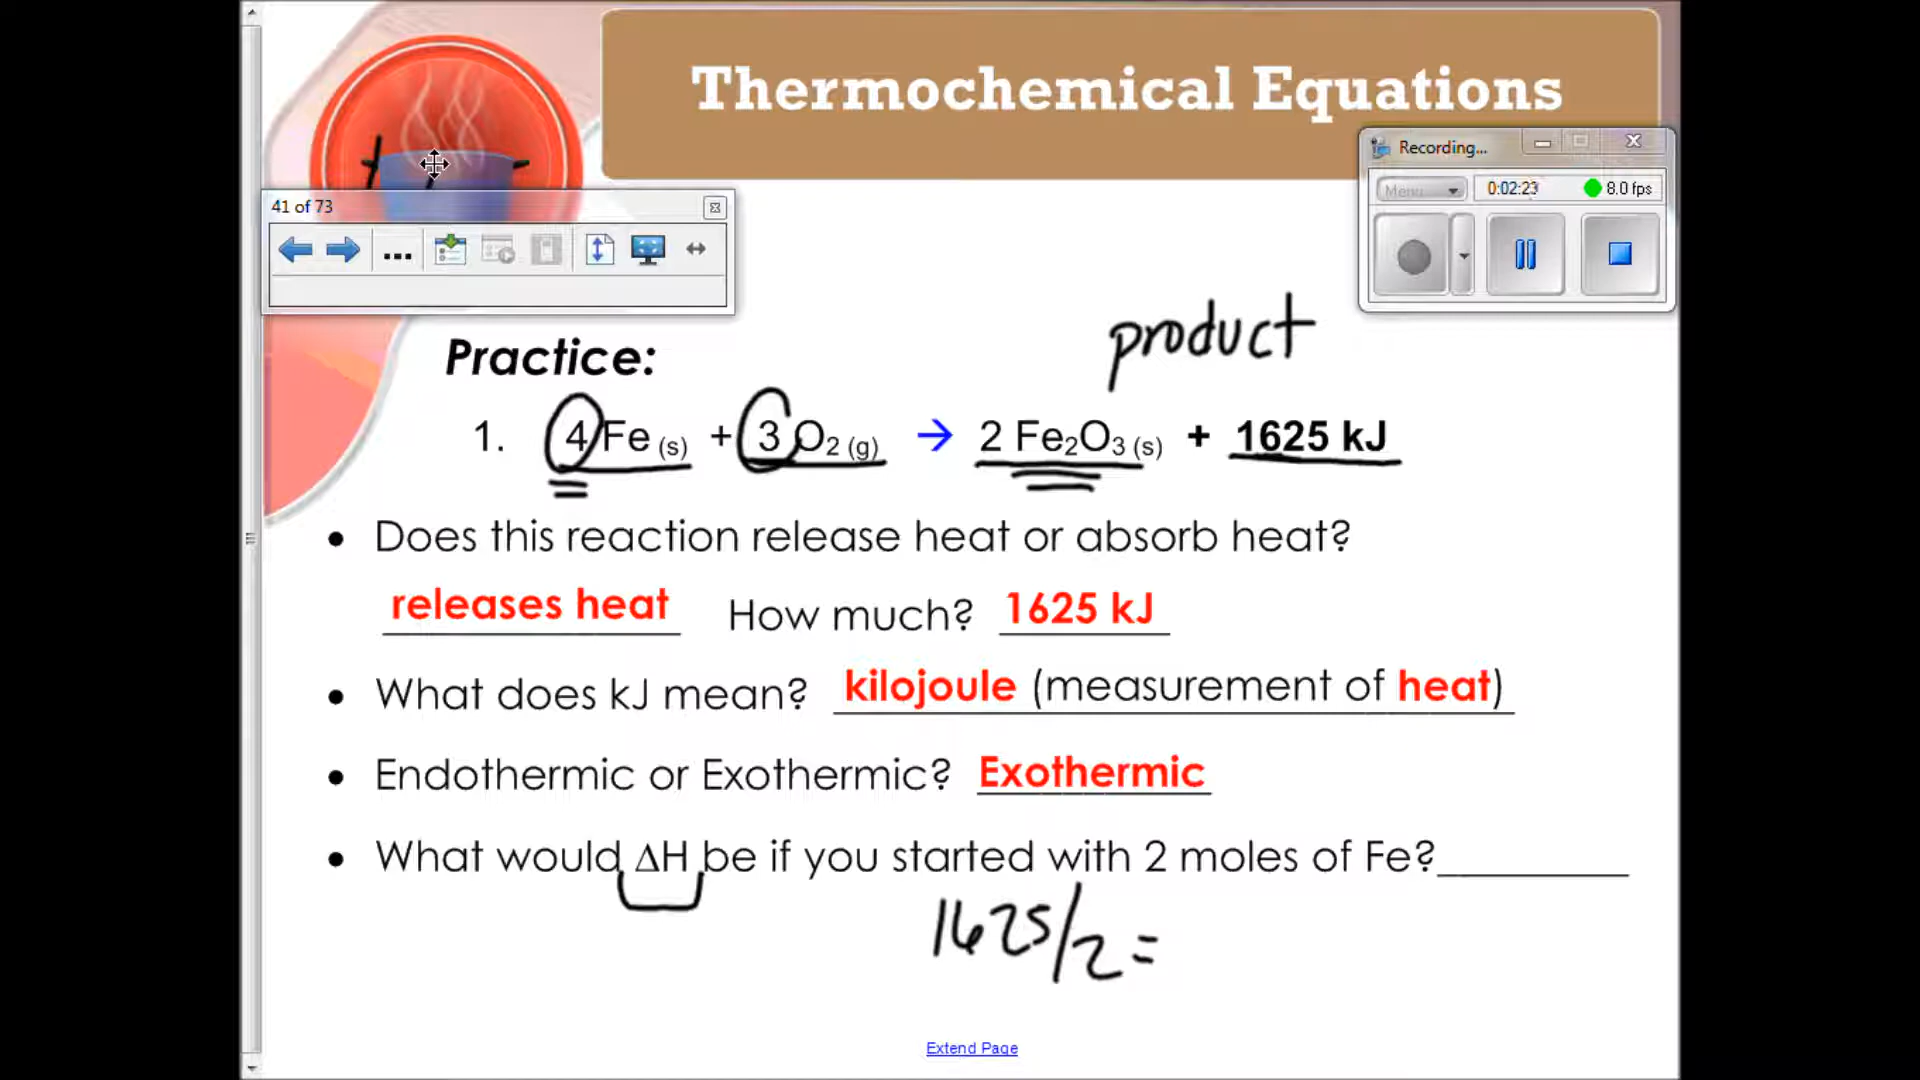 Thermochemical Equations
Recording...
Menu
0:02:23
8.0 fps
41 of 73
...
product
Practice:
1. 4 Fe (s) + 3 O₂ (g) → 2 Fe₂O₃ (s) + 1625 kJ
• Does this reaction release heat or absorb heat?
releases heat How much? 1625 kJ
• What does kJ mean? kilojoule (measurement of heat)
• Endothermic or Exothermic? Exothermic
• What would ΔH be if you started with 2 moles of Fe?__________
1625/2 =
Extend Page